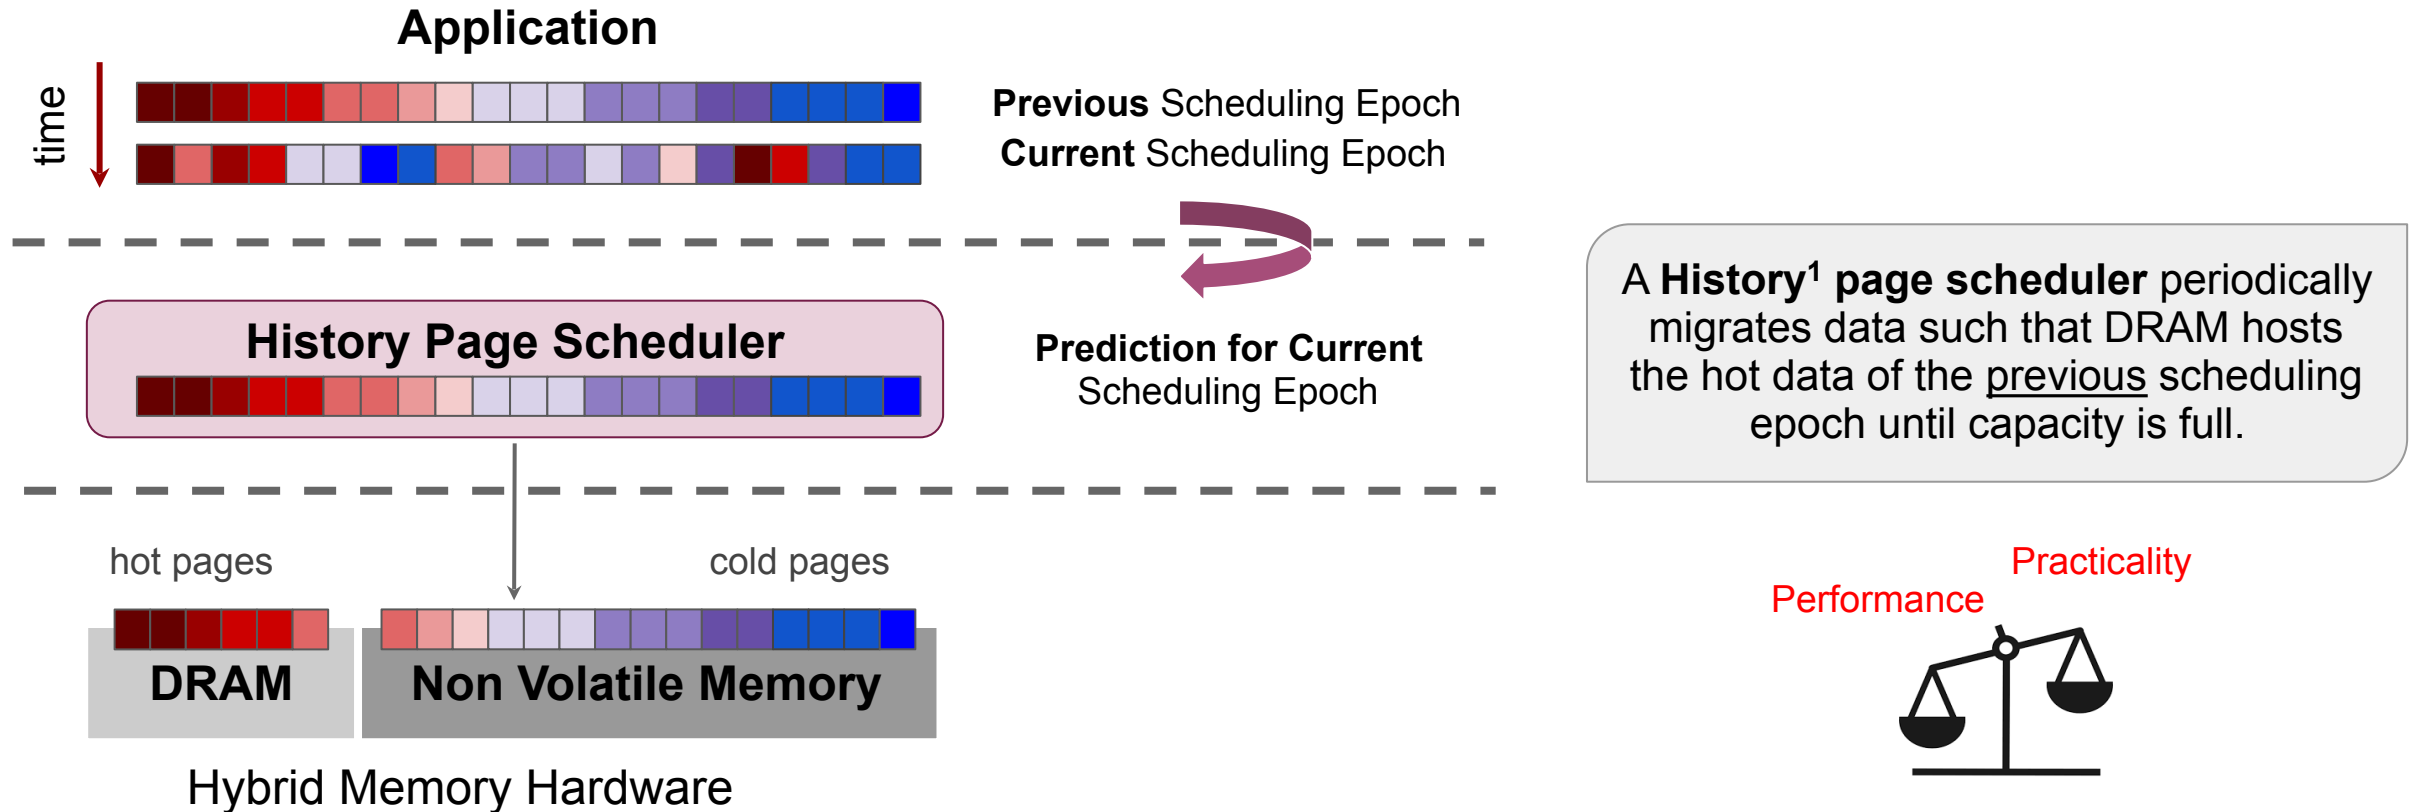 Application
time
Previous Scheduling Epoch
Current Scheduling Epoch
History Page Scheduler
Prediction for Current
Scheduling Epoch
A History¹ page scheduler periodically
migrates data such that DRAM hosts
the hot data of the previous scheduling
epoch until capacity is full.
hot pages
cold pages
DRAM
Non Volatile Memory
Hybrid Memory Hardware
Practicality
Performance